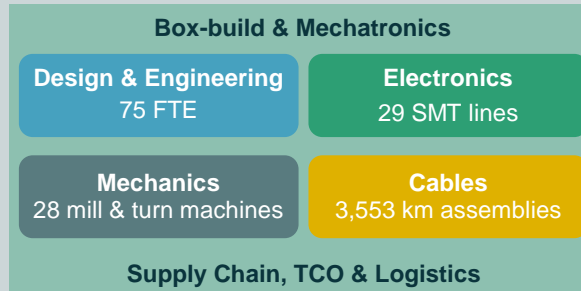 Box-build & Mechatronics
Design & Engineering
75 FTE
Electronics
29 SMT lines
Mechanics
28 mill & turn machines
Cables
3,553 km assemblies
Supply Chain, TCO & Logistics